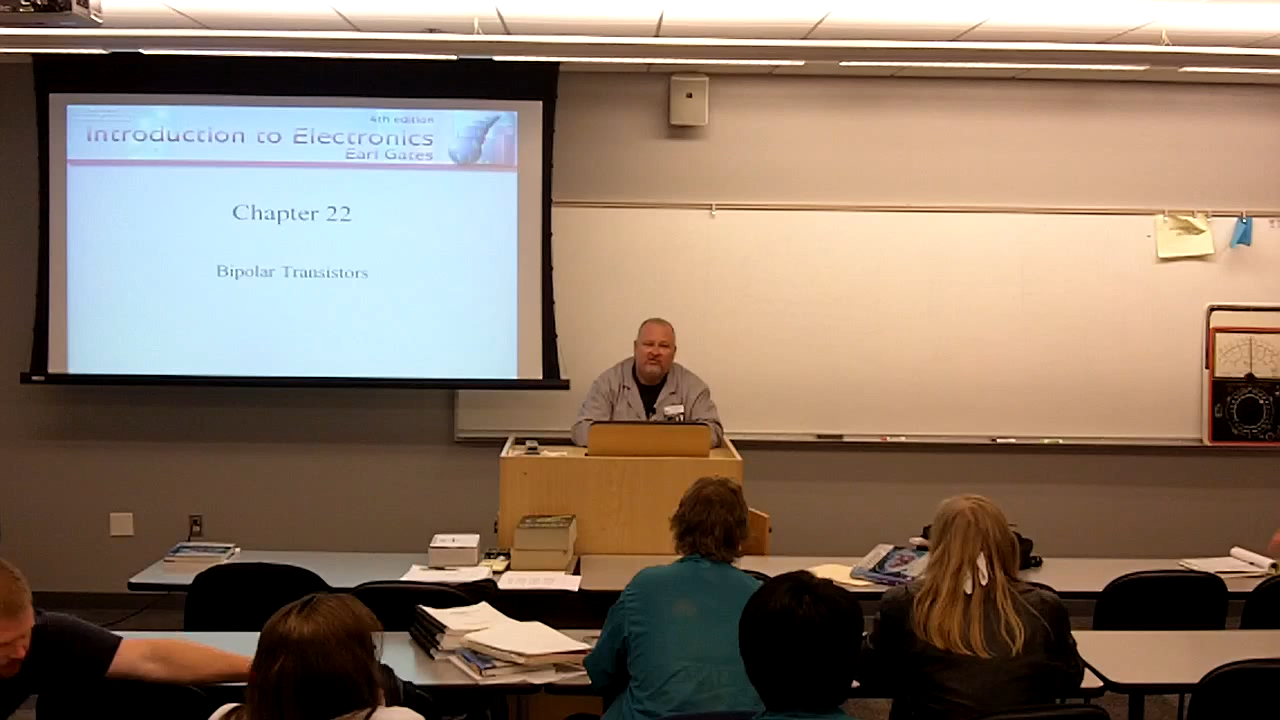 4th edition
Introduction to Electronics
Earl Gates
Chapter 22
Bipolar Transistors